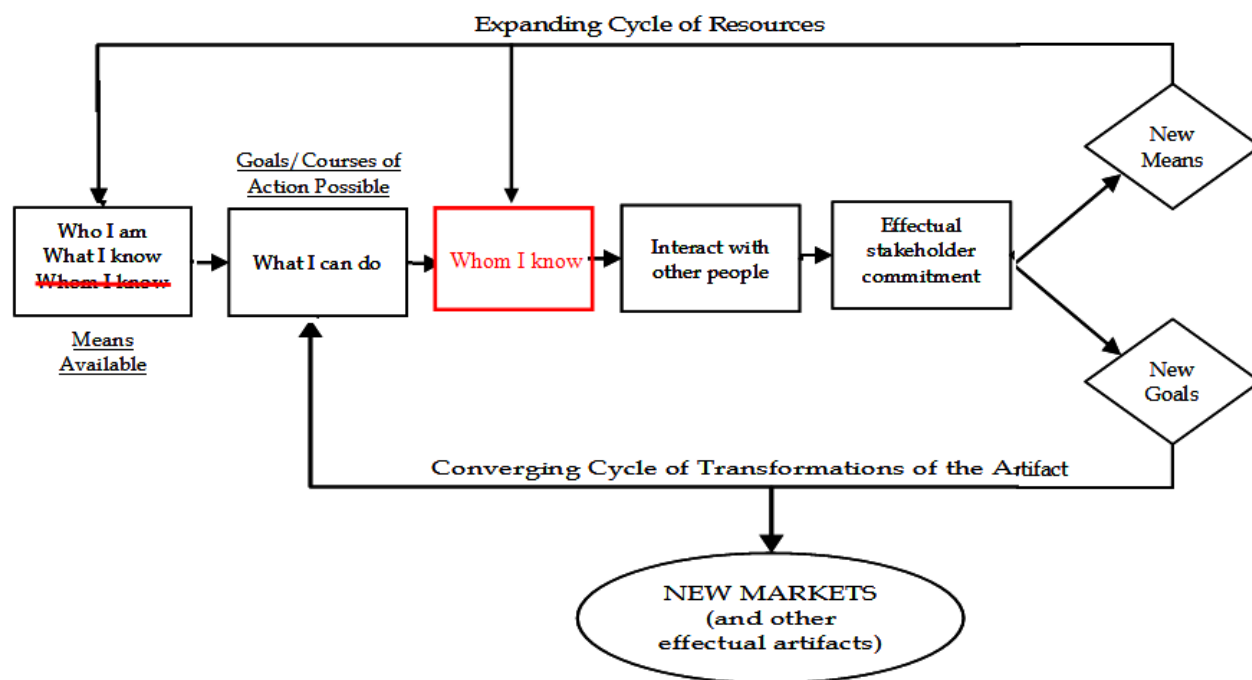 Expanding Cycle of Resources
New
Means
Goals/Courses of
Action Possible
Who I am
What I know
Whom I know
What I can do
Whom I know
Interact with
other people
Effectual
stakeholder
commitment
Means
Available
New
Goals
Converging Cycle of Transformations of the Artifact
NEW MARKETS
(and other
effectual artifacts)